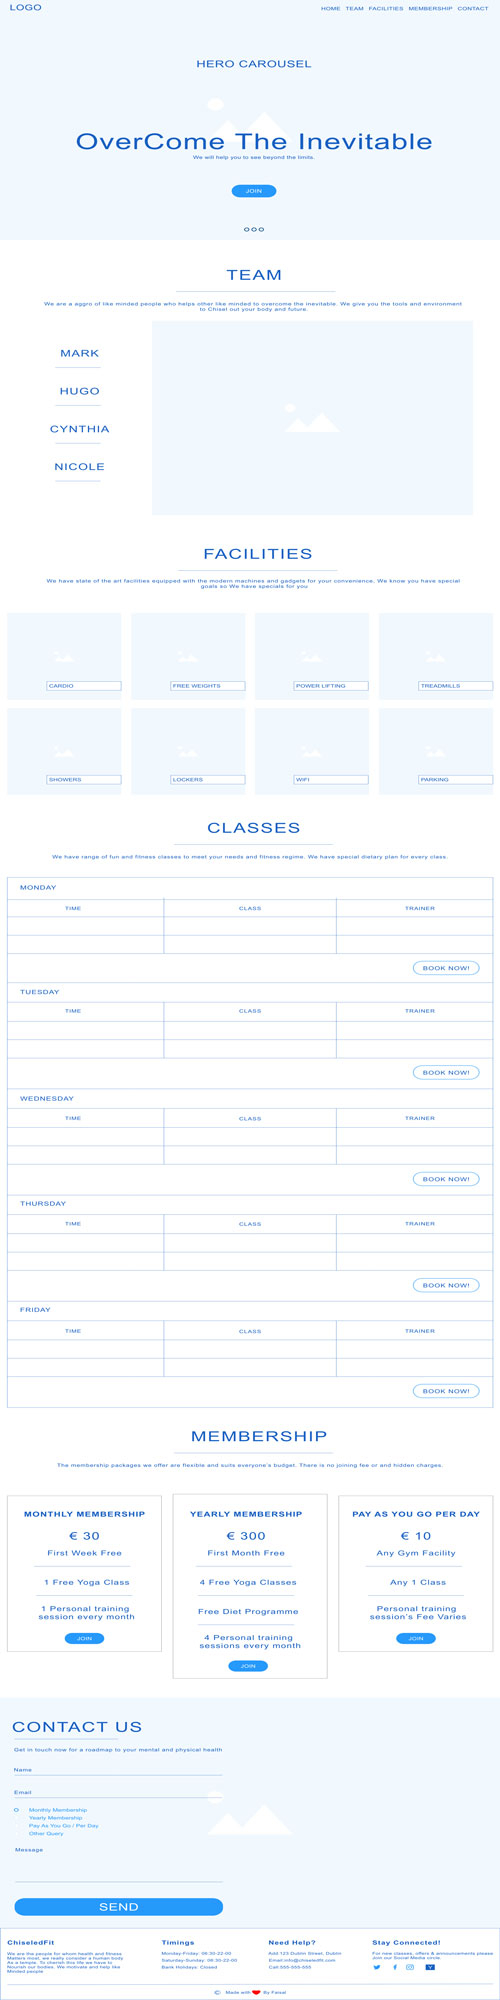 LOGO
HOME TEAM FACILITIES MEMBERSHIP CONTACT
HERO CAROUSEL
OverCome The Inevitable
We will help you to see beyond the limits.
JOIN
TEAM
We are a aggro of like minded people who helps other like minded to overcome the inevitable. We give you the tools and environment
to Chisel out your body and future.
MARK
HUGO
CYNTHIA
NICOLE
FACILITIES
We have state of the art facilities equipped with the modern machines and gadgets for your convenience. We know you have special
goals so We have specials for you
CARDIO
FREE WEIGHTS
POWER LIFTING
TREADMILLS
SHOWERS
LOCKERS
WIFI
PARKING
CLASSES
We have range of fun and fitness classes to meet your needs and fitness regime. We have special dietary plan for every class.
MONDAY
TIME CLASS TRAINER
BOOK NOW!
TUESDAY
TIME CLASS TRAINER
BOOK NOW!
WEDNESDAY
TIME CLASS TRAINER
BOOK NOW!
THURSDAY
TIME CLASS TRAINER
BOOK NOW!
FRIDAY
TIME CLASS TRAINER
BOOK NOW!
MEMBERSHIP
The membership packages we offer are flexible and suits everyone's budget. There is no joining fee or and hidden charges.
MONTHLY MEMBERSHIP
€ 30
First Week Free
1 Free Yoga Class
1 Personal training
session every month
JOIN
YEARLY MEMBERSHIP
€ 300
First Month Free
4 Free Yoga Classes
Free Diet Programme
4 Personal training
sessions every month
JOIN
PAY AS YOU GO PER DAY
€ 10
Any Gym Facility
Any 1 Class
Personal training
session's Fee Varies
JOIN
CONTACT US
Get in touch now for a roadmap to your mental and physical health
Name
Email
Monthly Membership
Yearly Membership
Pay As You Go / Per Day
Other Query
Message
SEND
ChiseledFit
We are the people for whom health and fitness
Matters most, we really consider a human body
As a temple. To cherish this life we have to
Nourish our bodies. We motivate and help like
Minded people
Timings
Monday-Friday: 06:30-22:00
Saturday-Sunday: 08:30-22:00
Bank Holidays: Closed
Need Help?
Add:123 Dublin Street, Dublin
Email:info@chiseledfit.com
Call:555-555-555
Stay Connected!
For new classes, offers & announcements please
Join our Social Media circle.
© Made with ❤ By Faisal